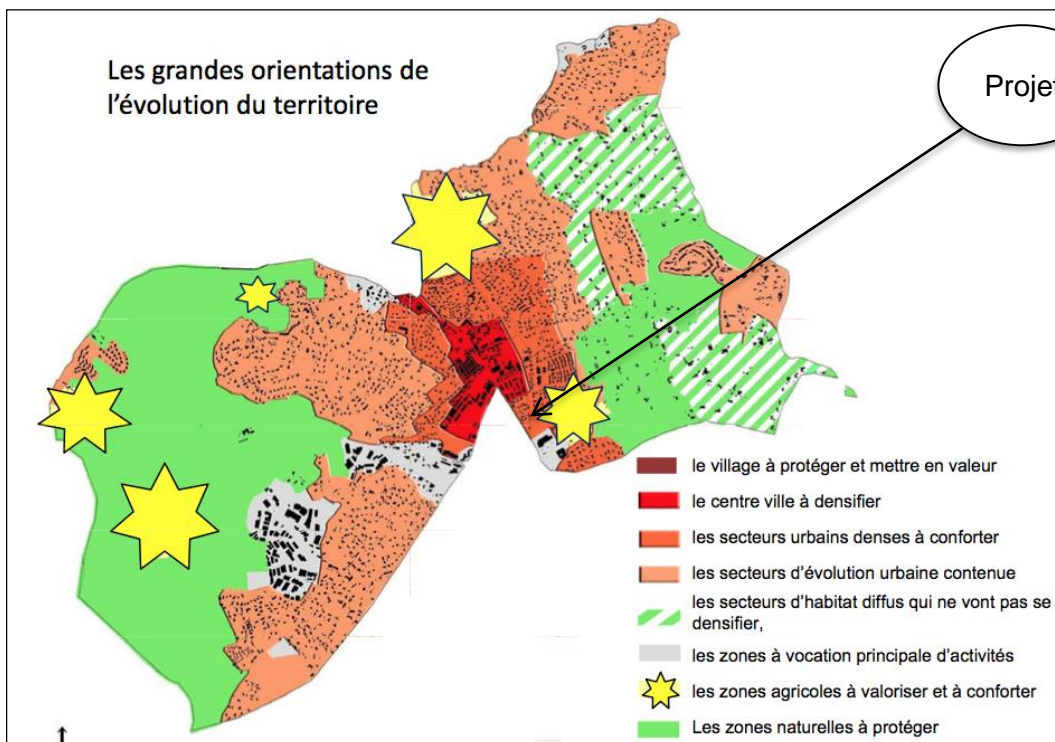 Les grandes orientations de
l'évolution du territoire
Projet
le village à protéger et mettre en valeur
le centre ville à densifier
les secteurs urbains denses à conforter
les secteurs d'évolution urbaine contenue
les secteurs d'habitat diffus qui ne vont pas se
densifier,
les zones à vocation principale d'activités
les zones agricoles à valoriser et à conforter
Les zones naturelles à protéger